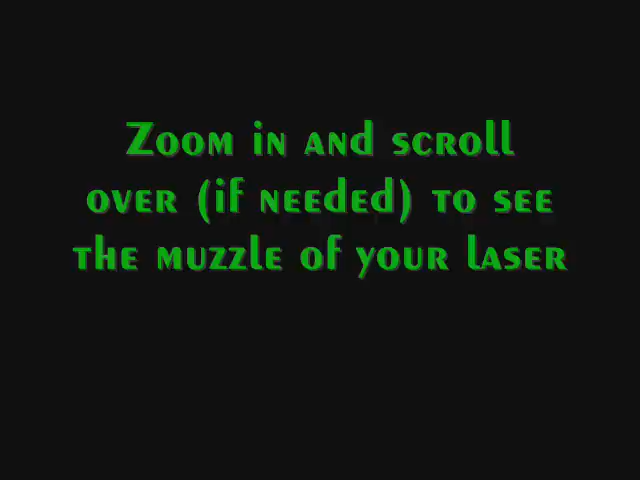 Zoom in and scroll
over (if needed) to see
the muzzle of your laser